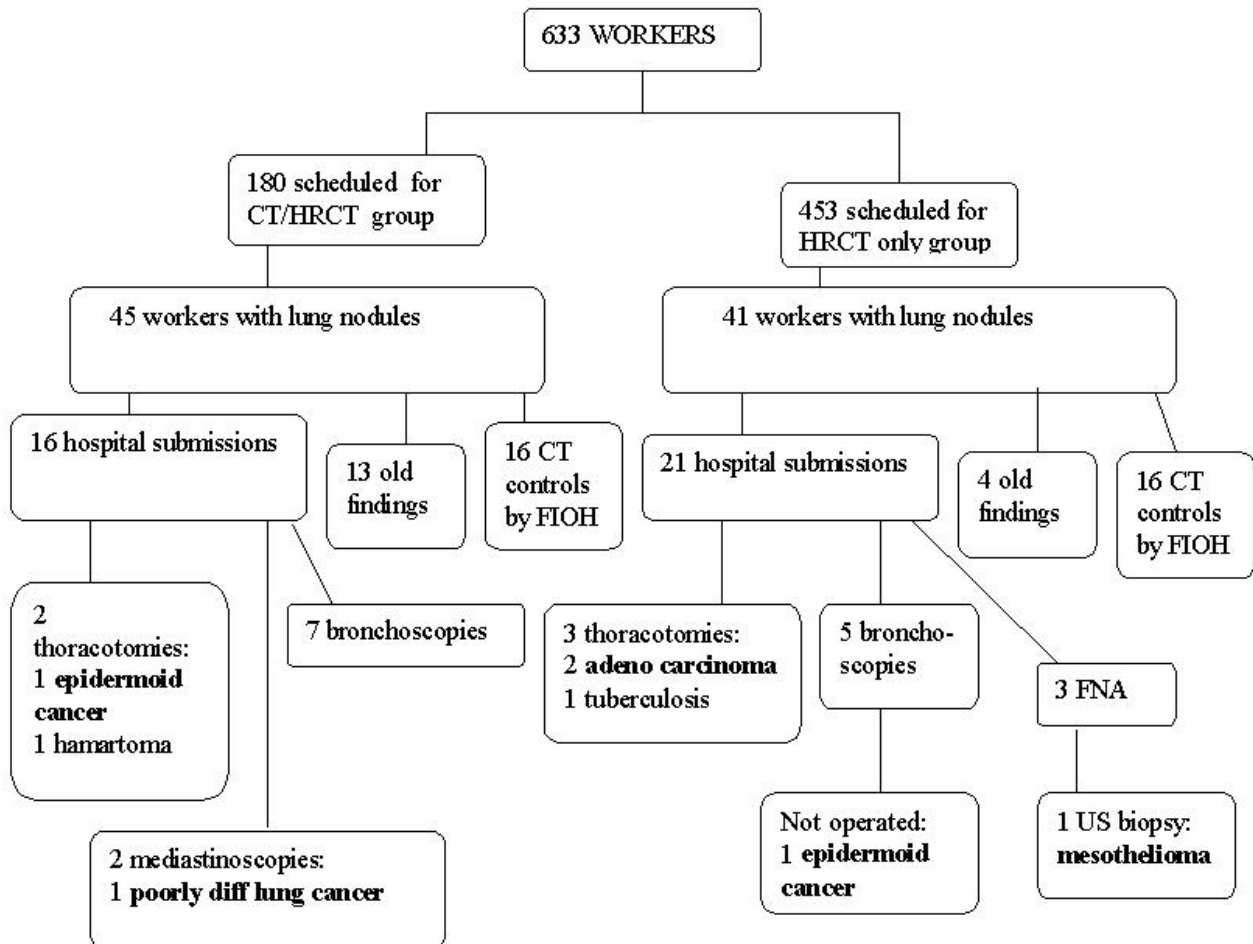 633 WORKERS
180 scheduled for
CT/HRCT group
453 scheduled for
HRCT only group
45 workers with lung nodules
41 workers with lung nodules
16 hospital submissions
13 old
findings
16 CT
controls
by FIOH
21 hospital submissions
4 old
findings
16 CT
controls
by FIOH
2
thoracotomies:
1 epidermoid
cancer
1 hamartoma
7 bronchoscopies
3 thoracotomies:
2 adeno carcinoma
1 tuberculosis
5 broncho-
scopies
3 FNA
2 mediastinoscopies:
1 poorly diff lung cancer
Not operated:
1 epidermoid
cancer
1 US biopsy:
mesothelioma